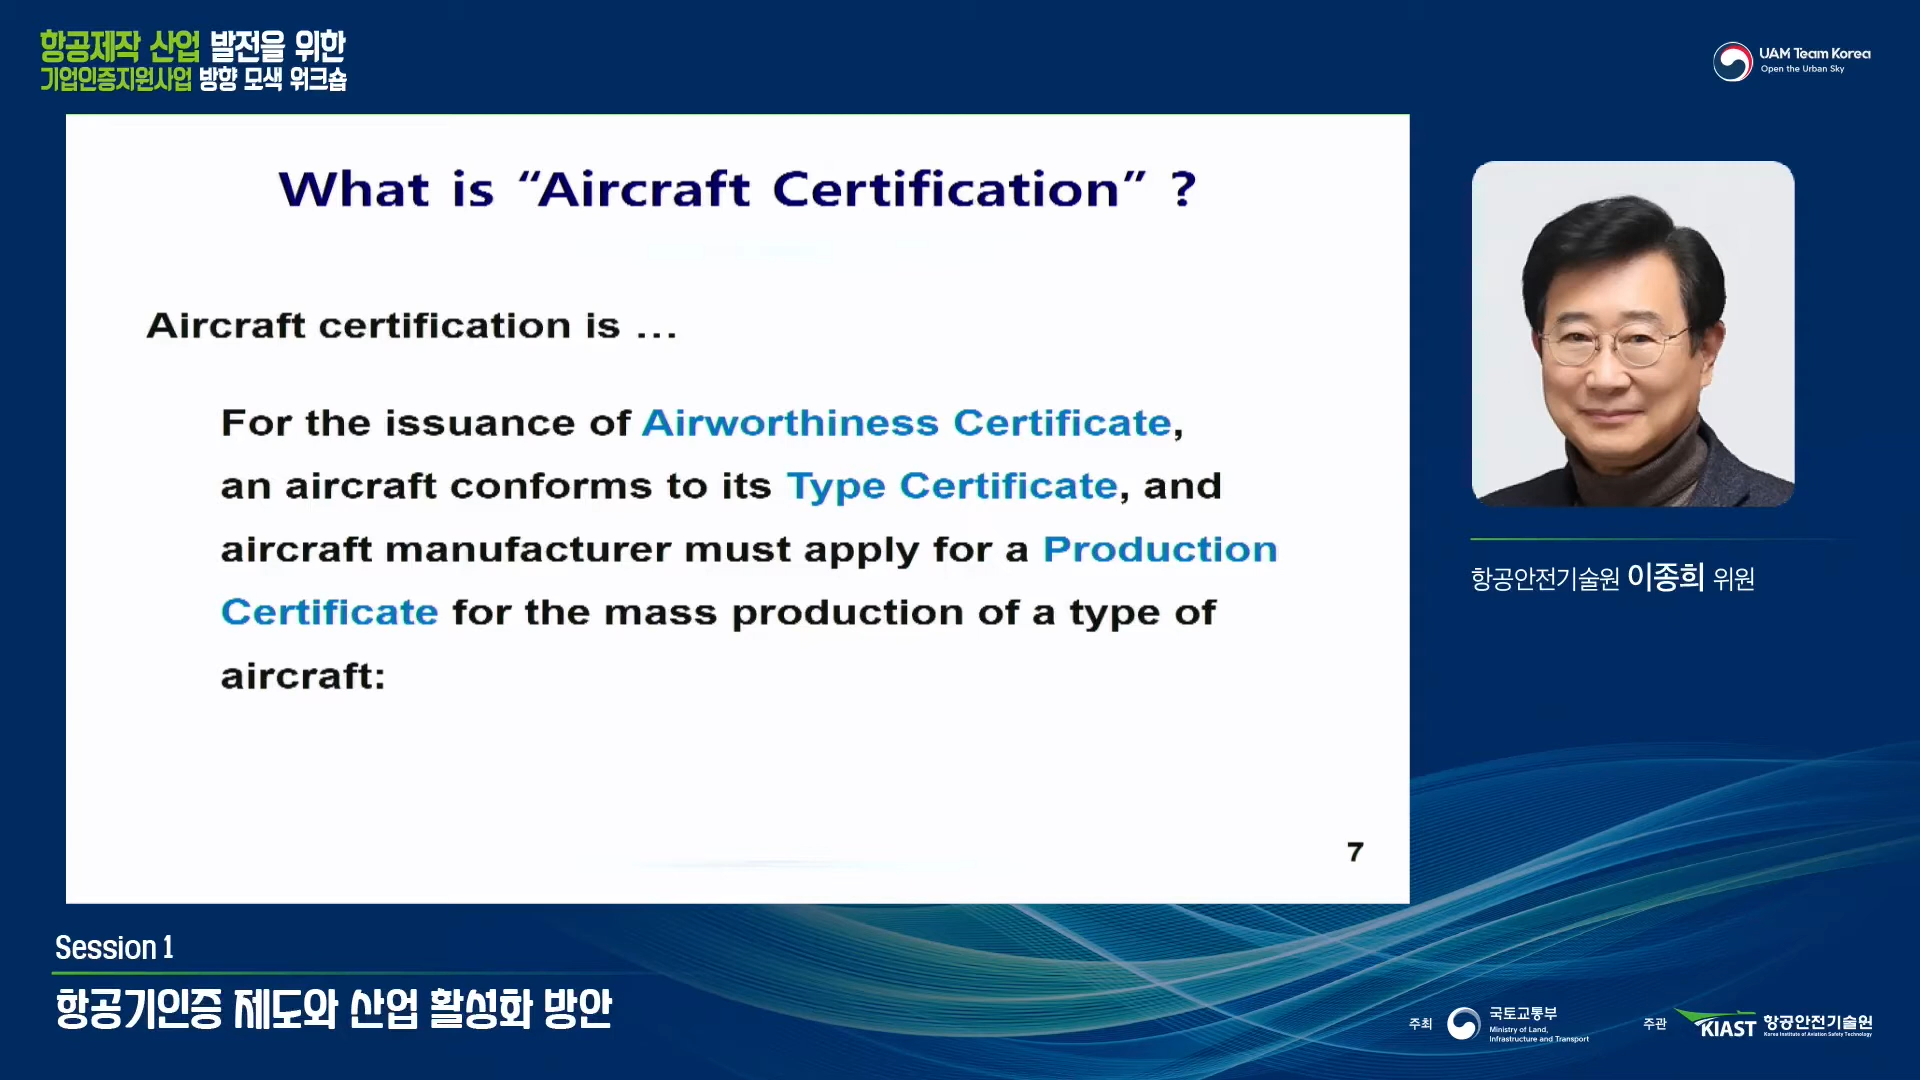 항공제작 산업 발전을 위한
기업인증지원사업 방향 모색 워크숍
UAM Team Korea
Open the Urban Sky
What is “Aircraft Certification” ?
Aircraft certification is …
For the issuance of Airworthiness Certificate,
an aircraft conforms to its Type Certificate, and
aircraft manufacturer must apply for a Production
Certificate for the mass production of a type of
aircraft:
7
항공안전기술원 이종희 위원
Session 1
항공기인증 제도와 산업 활성화 방안
주최
국토교통부
Ministry of Land,
Infrastructure and Transport
주관
KIAST
항공안전기술원
Korea Institute of Aviation Safety Technology